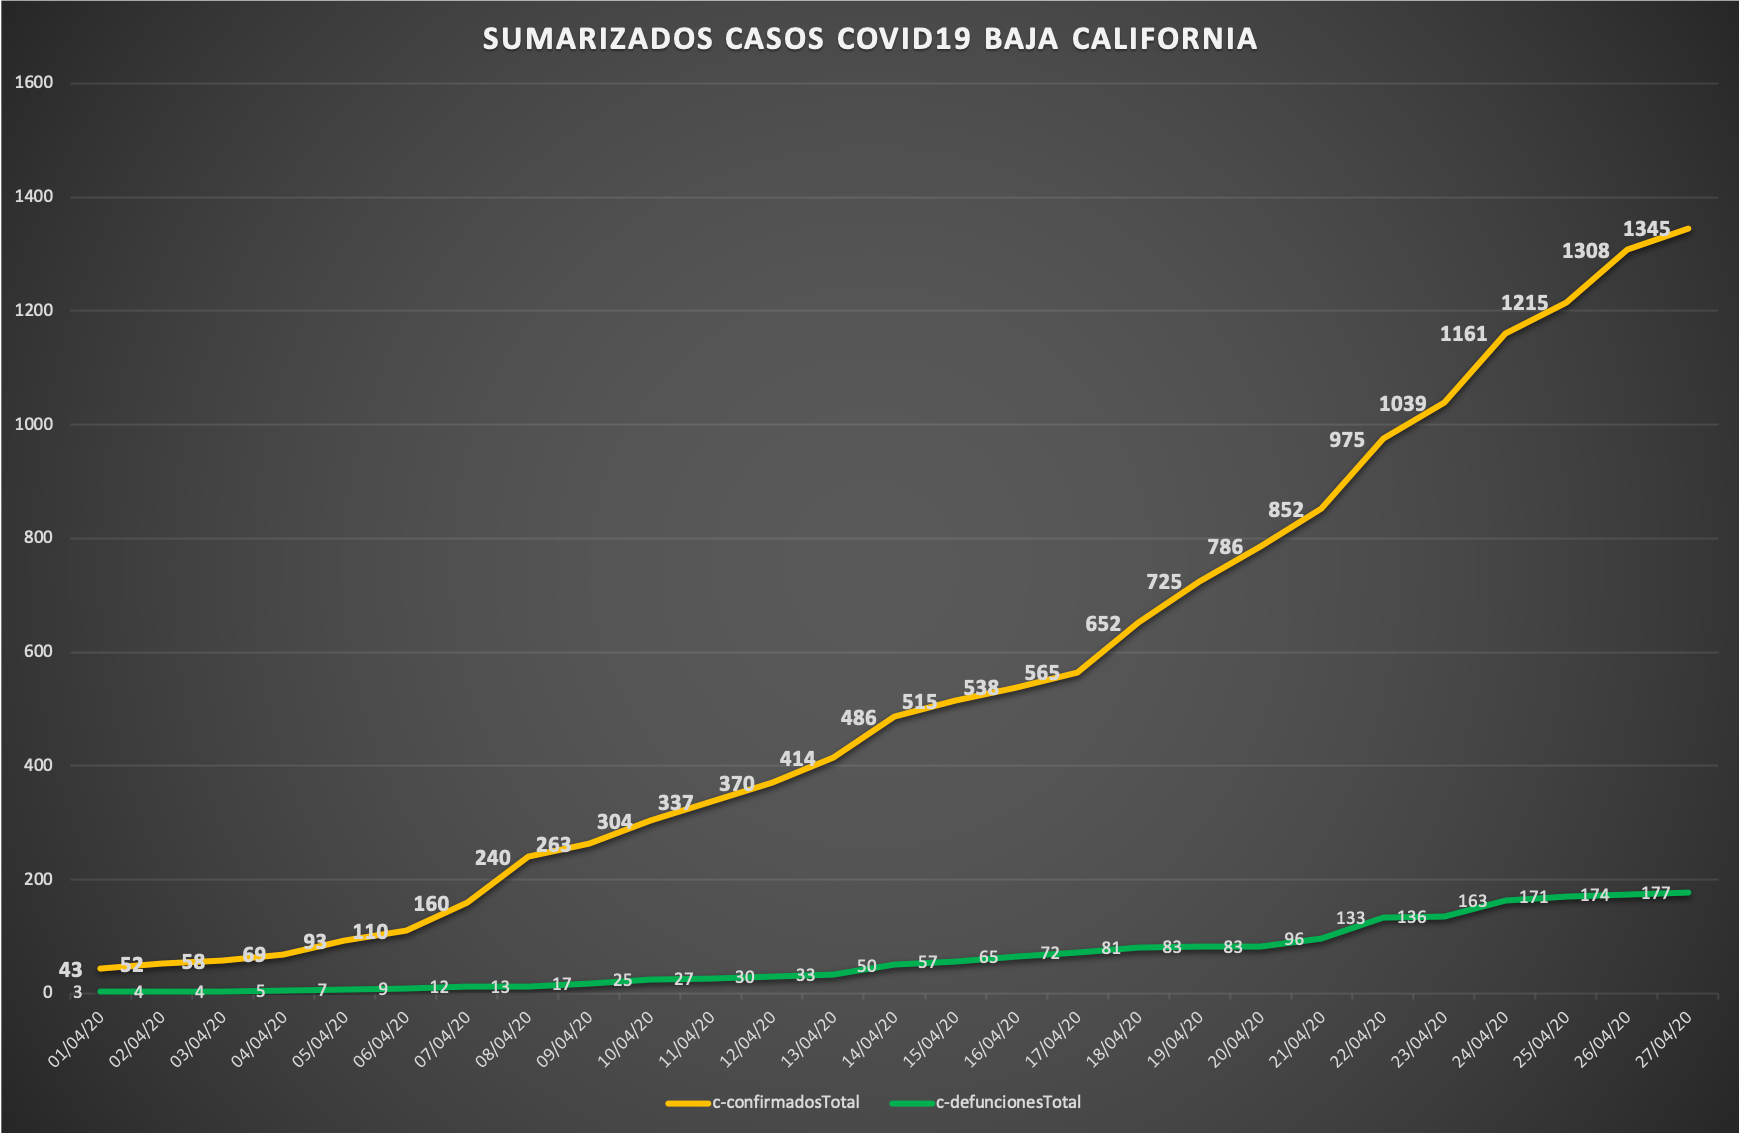 SUMARIZADOS CASOS COVID19 BAJA CALIFORNIA
1600
1400
1200
1000
800
600
400
200
0
43 52 58 69 93 110 160 240 263 304 337 370 414 486 515 538 565 652 725 786 852 975 1039 1161 1215 1308 1345
3 4 4 5 7 9 12 13 17 25 27 30 33 50 57 65 72 81 83 83 96 133 136 163 171 174 177
01/04/20 02/04/20 03/04/20 04/04/20 05/04/20 06/04/20 07/04/20 08/04/20 09/04/20 10/04/20 11/04/20 12/04/20 13/04/20 14/04/20 15/04/20 16/04/20 17/04/20 18/04/20 19/04/20 20/04/20 21/04/20 22/04/20 23/04/20 24/04/20 25/04/20 26/04/20 27/04/20
c-confirmadosTotal c-defuncionesTotal